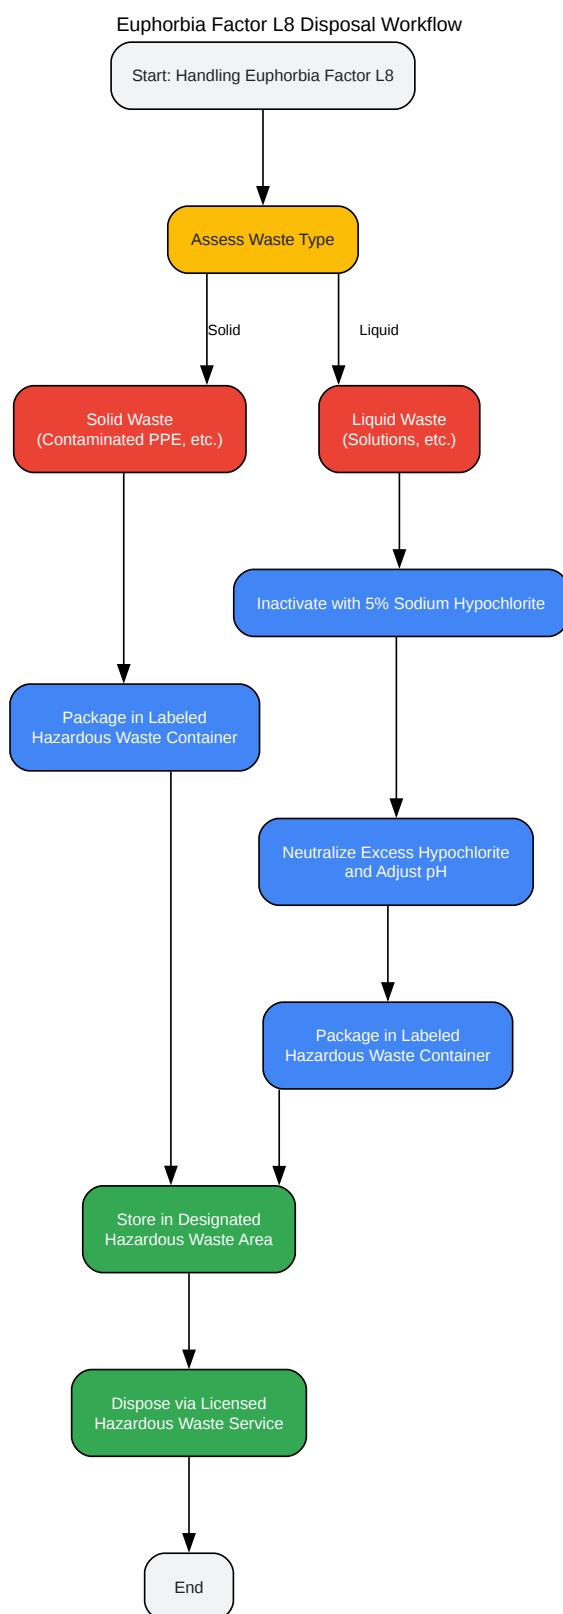 Euphorbia Factor L8 Disposal Workflow
Start: Handling Euphorbia Factor L8
Assess Waste Type
Solid
Liquid
Solid Waste
(Contaminated PPE, etc.)
Liquid Waste
(Solutions, etc.)
Inactivate with 5% Sodium Hypochlorite
Package in Labeled
Hazardous Waste Container
Neutralize Excess Hypochlorite
and Adjust pH
Package in Labeled
Hazardous Waste Container
Store in Designated
Hazardous Waste Area
Dispose via Licensed
Hazardous Waste Service
End